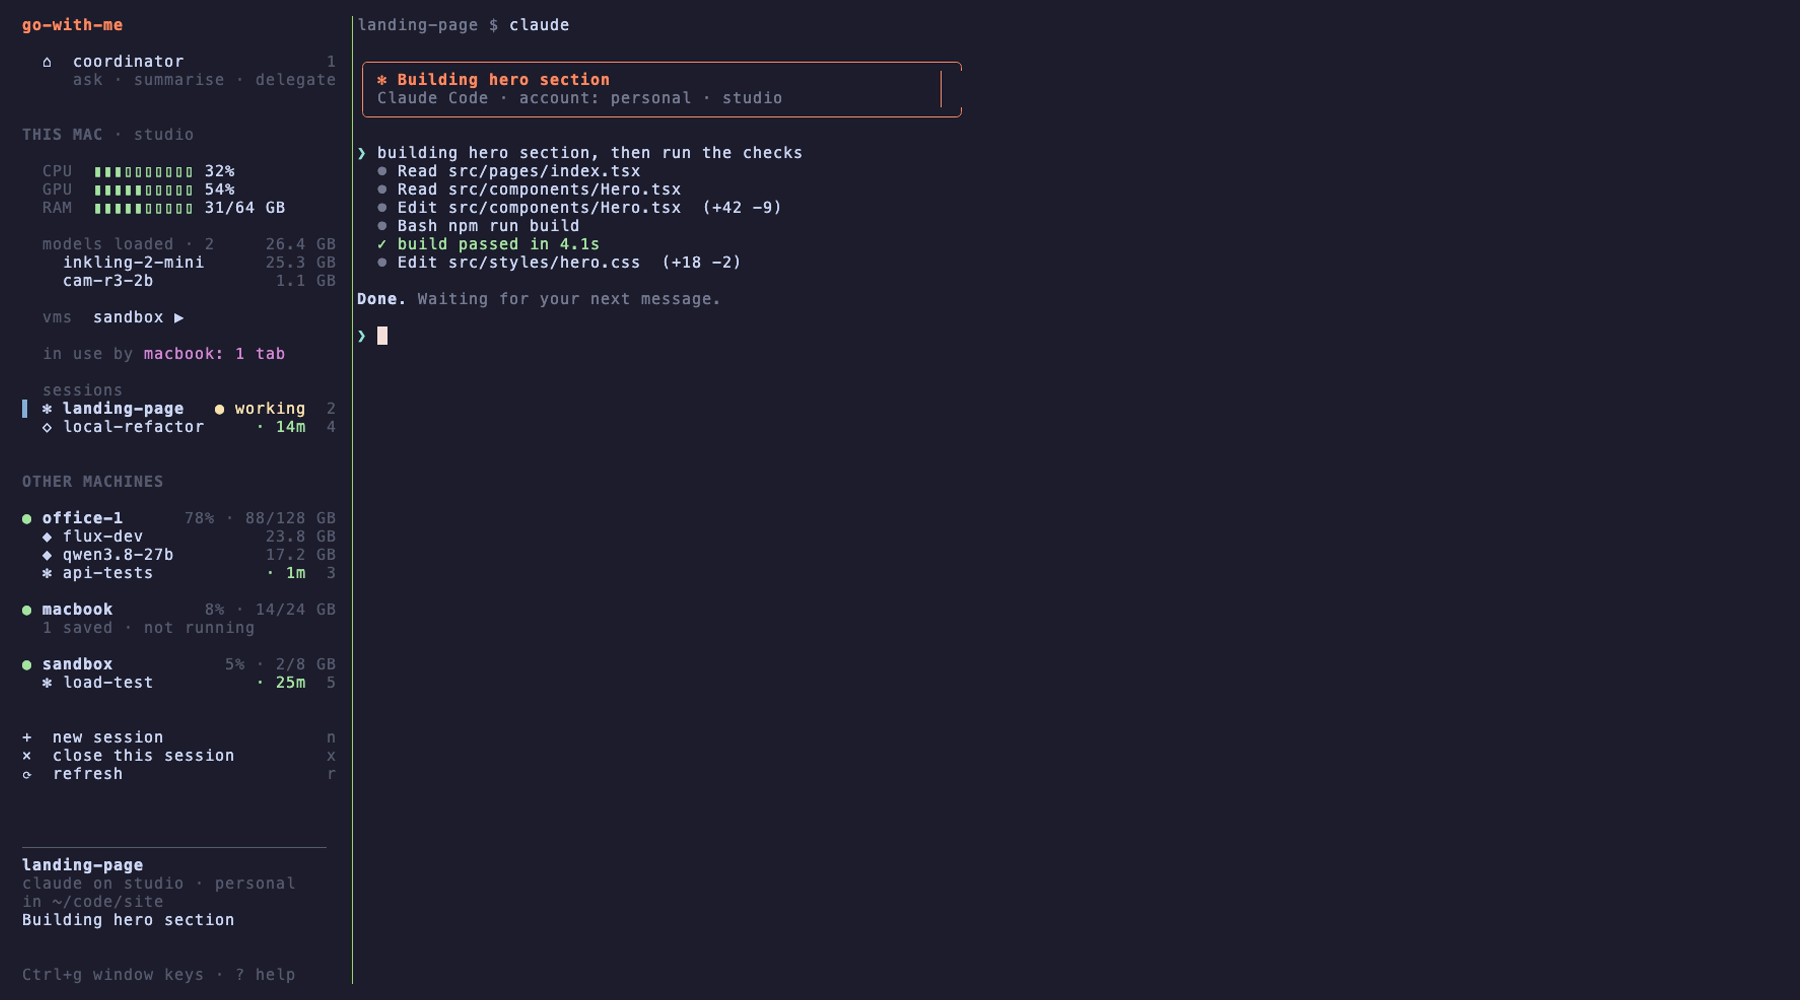 go-with-me
⌂ coordinator 1
ask · summarise · delegate
THIS MAC · studio
CPU ▮▮▮▯▯▯▯▯▯▯ 32%
GPU ▮▮▮▮▮▯▯▯▯▯ 54%
RAM ▮▮▮▮▮▯▯▯▯▯ 31/64 GB
models loaded · 2 26.4 GB
inkling-2-mini 25.3 GB
cam-r3-2b 1.1 GB
vms sandbox ▶
in use by macbook: 1 tab
sessions
✻ landing-page ● working 2
◇ local-refactor · 14m 4
OTHER MACHINES
● office-1 78% · 88/128 GB
◆ flux-dev 23.8 GB
◆ qwen3.8-27b 17.2 GB
✻ api-tests · 1m 3
● macbook 8% · 14/24 GB
1 saved · not running
● sandbox 5% · 2/8 GB
✻ load-test · 25m 5
+ new session n
× close this session x
⟳ refresh r
landing-page
claude on studio · personal
in ~/code/site
Building hero section
Ctrl+g window keys · ? help
landing-page $ claude
✻ Building hero section
Claude Code · account: personal · studio
❯ building hero section, then run the checks
● Read src/pages/index.tsx
● Read src/components/Hero.tsx
● Edit src/components/Hero.tsx (+42 -9)
● Bash npm run build
✓ build passed in 4.1s
● Edit src/styles/hero.css (+18 -2)
Done. Waiting for your next message.
❯